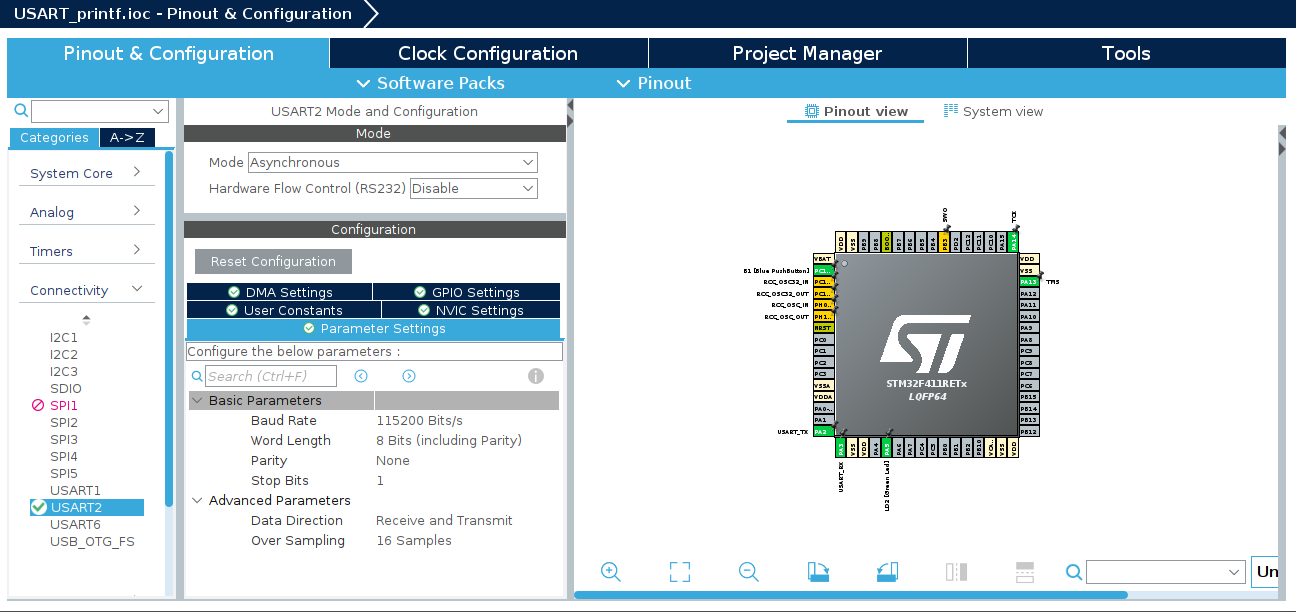 USART_printf.ioc - Pinout & Configuration
Pinout & Configuration
Clock Configuration
Project Manager
Tools
Software Packs
Pinout
Categories
A->Z
System Core
Analog
Timers
Connectivity
I2C1
I2C2
I2C3
SDIO
SPI1
SPI2
SPI3
SPI4
SPI5
USART1
USART2
USART6
USB_OTG_FS
USART2 Mode and Configuration
Mode
Mode Asynchronous
Hardware Flow Control (RS232) Disable
Configuration
Reset Configuration
DMA Settings
GPIO Settings
User Constants
NVIC Settings
Parameter Settings
Configure the below parameters :
Search (Ctrl+F)
Basic Parameters
Baud Rate 115200 Bits/s
Word Length 8 Bits (including Parity)
Parity None
Stop Bits 1
Advanced Parameters
Data Direction Receive and Transmit
Over Sampling 16 Samples
Pinout view
System view
SWO
TCK
VDD VSS PB9 PB8 BOO.. PB7 PB6 PB5 PB4 PB3 PD2 PC12 PC11 PC10 PA15 PA14
VBAT
B1 [Blue PushButton] PC1..
RCC_OSC32_IN PC1..
RCC_OSC32_OUT PC1..
RCC_OSC_IN PH0..
RCC_OSC_OUT PH1..
NRST
PC0
PC1
PC2
PC3
VSSA
VDDA
PA0-..
PA1
USART_TX PA2
STM32F411RETx
LQFP64
VDD
VSS
PA13 TMS
PA12
PA11
PA10
PA9
PA8
PC9
PC8
PC7
PC6
PB15
PB14
PB13
PB12
PA3 VSS VDD PA4 PA5 PA6 PA7 PC4 PC5 PB0 PB1 PB2 PB10 VCA.. VSS VDD
USART_RX
LD2 [Green Led]
Un